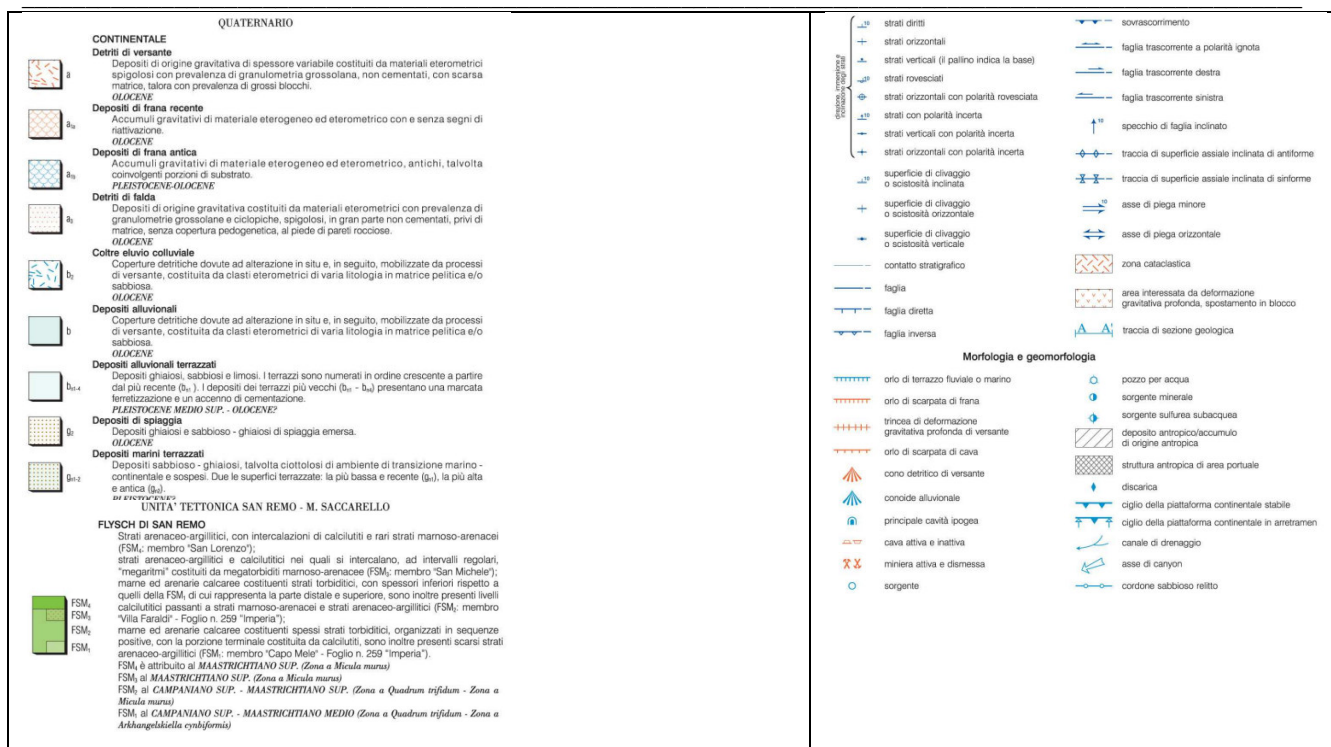 QUATERNARIO
CONTINENTALE
Detriti di versante
a
Depositi di origine gravitativa di spessore variabile costituiti da materiali eterometrici
spigolosi con prevalenza di granulometria grossolana, non cementati, con scarsa
matrice, talora con prevalenza di grossi blocchi.
OLOCENE
Depositi di frana recente
a1a
Accumuli gravitativi di materiale eterogeneo ed eterometrico con e senza segni di
riattivazione.
OLOCENE
Depositi di frana antica
a1b
Accumuli gravitativi di materiale eterogeneo ed eterometrico, antichi, talvolta
coinvolgenti porzioni di substrato.
PLEISTOCENE-OLOCENE
Detriti di falda
a3
Depositi di origine gravitativa costituiti da materiali eterometrici con prevalenza di
granulometrie grossolane e ciclopiche, spigolosi, in gran parte non cementati, privi di
matrice, senza copertura pedogenetica, al piede di pareti rocciose.
OLOCENE
Coltre eluvio colluviale
b2
Coperture detritiche dovute ad alterazione in situ e, in seguito, mobilizzate da processi
di versante, costituita da clasti eterometrici di varia litologia in matrice pelitica e/o
sabbiosa.
OLOCENE
Depositi alluvionali
b
Coperture detritiche dovute ad alterazione in situ e, in seguito, mobilizzate da processi
di versante, costituita da clasti eterometrici di varia litologia in matrice pelitica e/o
sabbiosa.
OLOCENE
Depositi alluvionali terrazzati
bn1-4
Depositi ghiaiosi, sabbiosi e limosi. I terrazzi sono numerati in ordine crescente a partire
dal più recente (bn1 ). I depositi dei terrazzi più vecchi (bn1 - bn4) presentano una marcata
ferretizzazione e un accenno di cementazione.
PLEISTOCENE MEDIO SUP. - OLOCENE?
Depositi di spiaggia
g2
Depositi ghiaiosi e sabbioso - ghiaiosi di spiaggia emersa.
OLOCENE
Depositi marini terrazzati
gn1-2
Depositi sabbioso - ghiaiosi, talvolta ciottolosi di ambiente di transizione marino -
continentale e sospesi. Due le superfici terrazzate: la più bassa e recente (gn1), la più alta
e antica (gn2).
PLEISTOCENE?
UNITA' TETTONICA SAN REMO - M. SACCARELLO
FLYSCH DI SAN REMO
Strati arenaceo-argillitici, con intercalazioni di calcilutiti e rari strati marnoso-arenacei
(FSM4: membro "San Lorenzo");
strati arenaceo-argillitici e calcilutitici nei quali si intercalano, ad intervalli regolari,
"megaritmi" costituiti da megatorbiditi marnoso-arenacee (FSM3: membro "San Michele");
marne ed arenarie calcaree costituenti strati torbiditici, con spessori inferiori rispetto a
quelli della FSM1 di cui rappresenta la parte distale e superiore, sono inoltre presenti livelli
calcilutitici passanti a strati marnoso-arenacei e strati arenaceo-argillitici (FSM2: membro
"Villa Faraldi" - Foglio n. 259 "Imperia");
marne ed arenarie calcaree costituenti spessi strati torbiditici, organizzati in sequenze
positive, con la porzione terminale costituita da calcilutiti, sono inoltre presenti scarsi strati
arenaceo-argillitici (FSM1: membro "Capo Mele" - Foglio n. 259 "Imperia").
FSM4
FSM3
FSM2
FSM1
FSM4 è attribuito al MAASTRICHTIANO SUP. (Zona a Micula murus)
FSM3 al MAASTRICHTIANO SUP. (Zona a Micula murus)
FSM2 al CAMPANIANO SUP. - MAASTRICHTIANO SUP. (Zona a Quadrum trifidum - Zona a
Micula murus)
FSM1 al CAMPANIANO SUP. - MAASTRICHTIANO MEDIO (Zona a Quadrum trifidum - Zona a
Arkhangelskiella cymbiformis)
direzione, immersione e
inclinazione degli strati
10 strati diritti
strati orizzontali
strati verticali (il pallino indica la base)
10 strati rovesciati
strati orizzontali con polarità rovesciata
10 strati con polarità incerta
strati verticali con polarità incerta
strati orizzontali con polarità incerta
10 superficie di clivaggio
o scistosità inclinata
superficie di clivaggio
o scistosità orizzontale
superficie di clivaggio
o scistosità verticale
contatto stratigrafico
faglia
faglia diretta
faglia inversa
sovrascorrimento
faglia trascorrente a polarità ignota
faglia trascorrente destra
faglia trascorrente sinistra
10 specchio di faglia inclinato
traccia di superficie assiale inclinata di antiforme
traccia di superficie assiale inclinata di sinforme
10 asse di piega minore
asse di piega orizzontale
zona cataclastica
area interessata da deformazione
gravitativa profonda, spostamento in blocco
A A' traccia di sezione geologica
Morfologia e geomorfologia
orlo di terrazzo fluviale o marino
orlo di scarpata di frana
trincea di deformazione
gravitativa profonda di versante
orlo di scarpata di cava
cono detritico di versante
conoide alluvionale
principale cavità ipogea
cava attiva e inattiva
miniera attiva e dismessa
sorgente
pozzo per acqua
sorgente minerale
sorgente sulfurea subacquea
deposito antropico/accumulo
di origine antropica
struttura antropica di area portuale
discarica
ciglio della piattaforma continentale stabile
ciglio della piattaforma continentale in arretramen
canale di drenaggio
asse di canyon
cordone sabbioso relitto